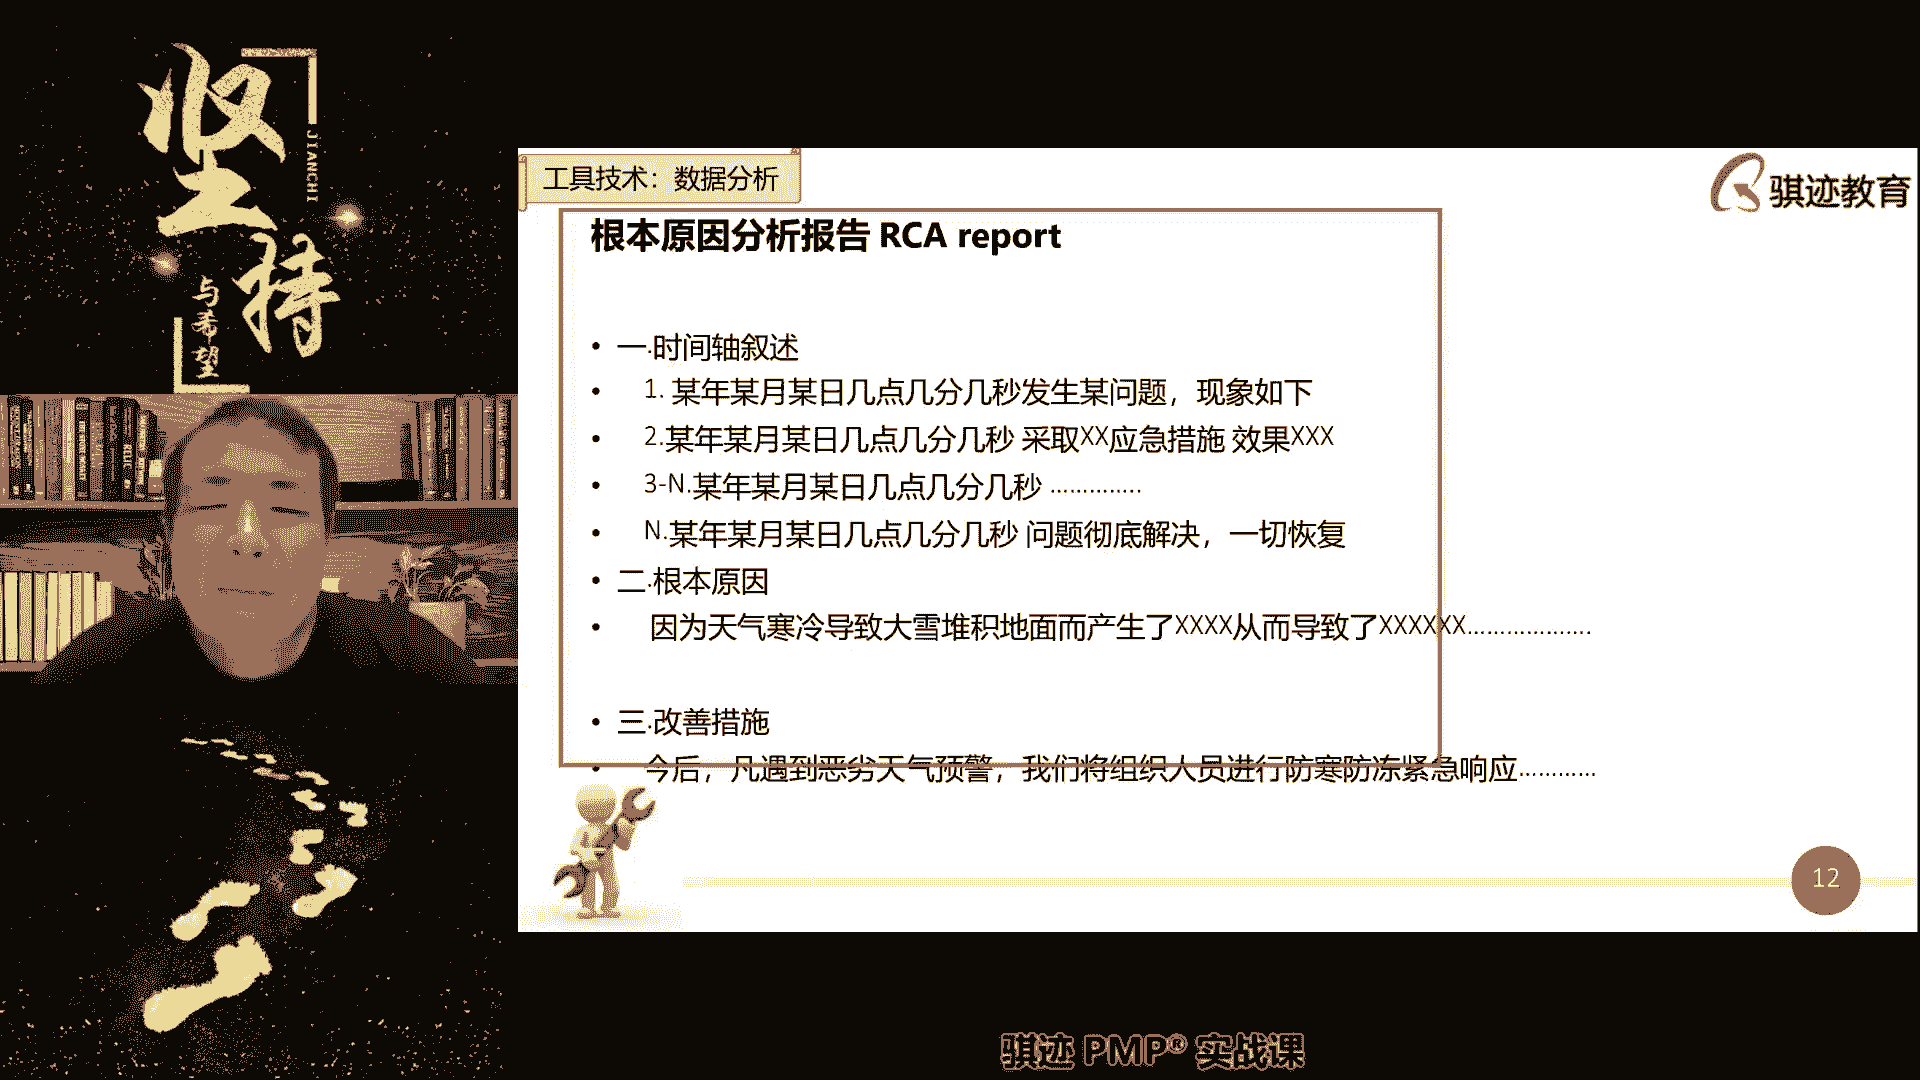 坚持
JIANCHI
与希望
工具技术：数据分析
骐迹教育
根本原因分析报告 RCA report
• 一.时间轴叙述
• 1. 某年某月某日几点几分几秒发生某问题，现象如下
• 2.某年某月某日几点几分几秒 采取XX应急措施 效果XXX
• 3-N.某年某月某日几点几分几秒 .............
• N.某年某月某日几点几分几秒 问题彻底解决，一切恢复
• 二.根本原因
• 因为天气寒冷导致大雪堆积地面而产生了XXXX从而导致了XXXXXX..................
• 三.改善措施
• 今后，凡遇到恶劣天气预警，我们将组织人员进行防寒防冻紧急响应............
12
骐迹 PMP® 实战课